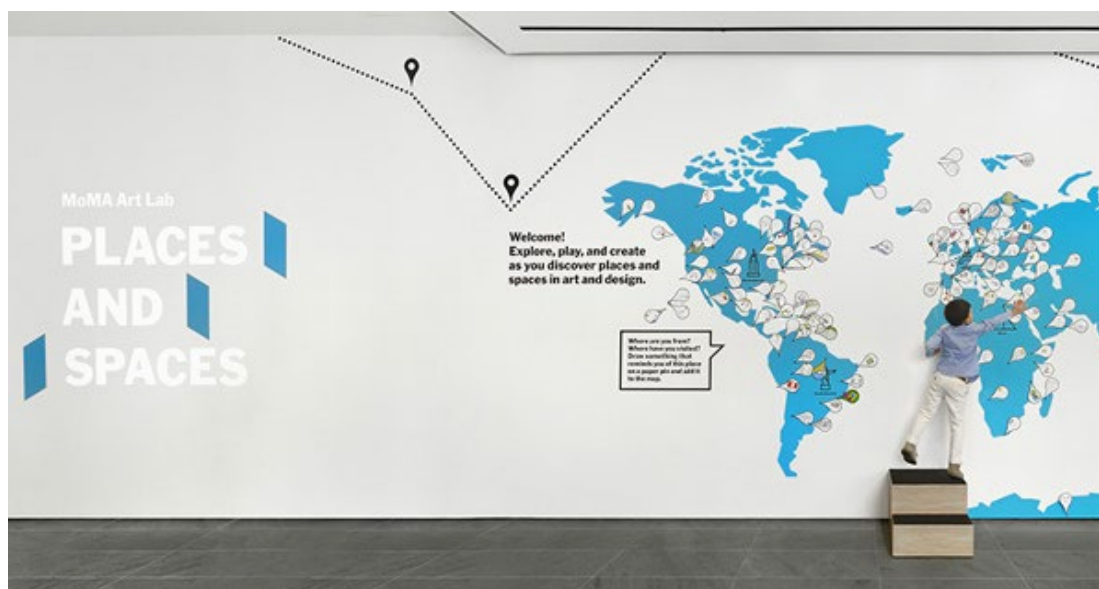 MoMA Art Lab
PLACES
AND
SPACES
Welcome!
Explore, play, and create
as you discover places and
spaces in art and design.
Where are you from?
Where have you visited?
Draw something that
reminds you of this place
on a paper pin and add it
to the map.